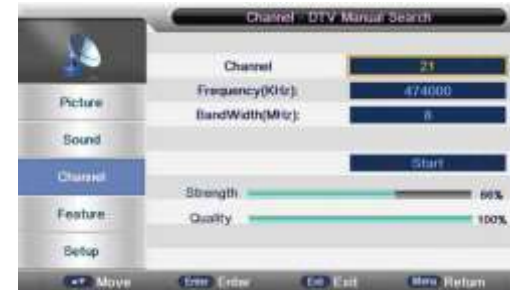 Channel - DTV Manual Search
Channel 21
Frequency(KHz): 474000
BandWidth(MHz): 8
Start
Strength 66%
Quality 100%
Picture
Sound
Channel
Feature
Setup
Move Enter Enter Exit Exit Menu Return